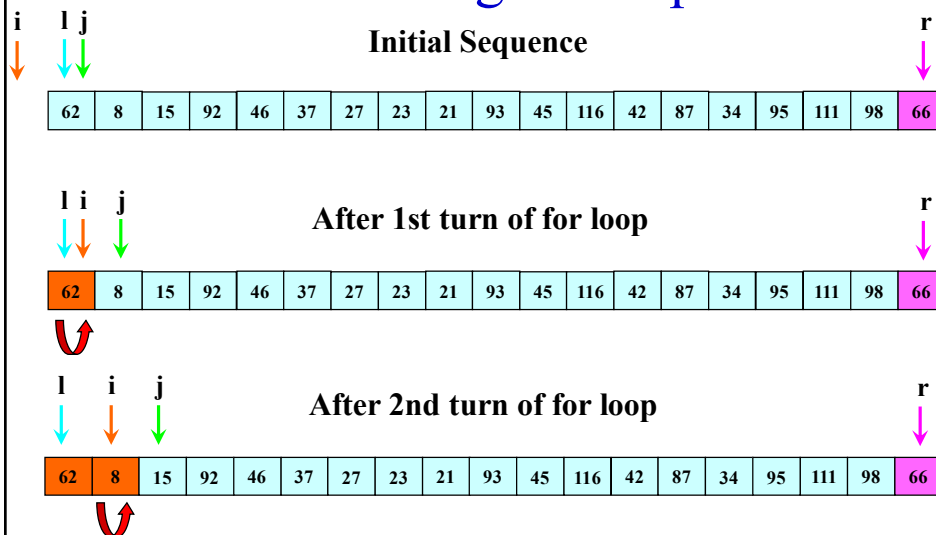 i l j Initial Sequence r
62 8 15 92 46 37 27 23 21 93 45 116 42 87 34 95 111 98 66
l i j After 1st turn of for loop r
62 8 15 92 46 37 27 23 21 93 45 116 42 87 34 95 111 98 66
l i j After 2nd turn of for loop r
62 8 15 92 46 37 27 23 21 93 45 116 42 87 34 95 111 98 66